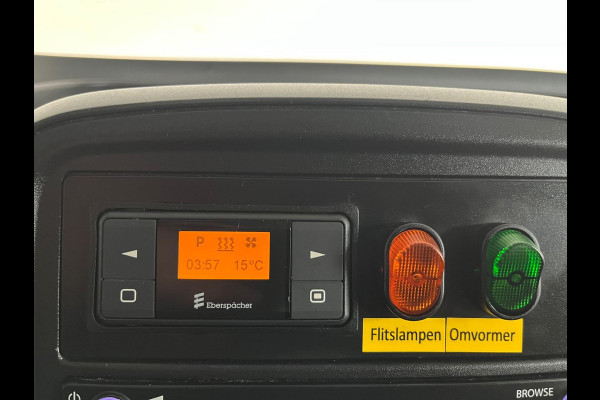 P
03:57 15°C
Eberspächer
Flitslampen Omvormer
BROWSE